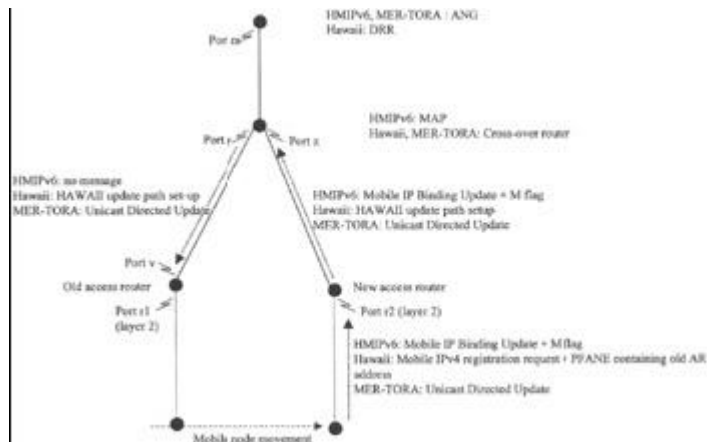 HMIPv6, MER-TORA : ANG
Hawaii: DRR
Port m
HMIPv6: MAP
Hawaii, MER-TORA: Cross-over router
Port r
Port z
HMIPv6: no message
Hawaii: HAWAII update path set-up
MER-TORA: Unicast Directed Update
HMIPv6: Mobile IP Binding Update + M flag
Hawaii: HAWAII update path setup
MER-TORA: Unicast Directed Update
Port v
Old access router
New access router
Port r1
(layer 2)
Port r2 (layer 2)
HMIPv6: Mobile IP Binding Update + M flag
Hawaii: Mobile IPv4 registration request + PFANE containing old AR
address
MER-TORA: Unicast Directed Update
Mobile node movement